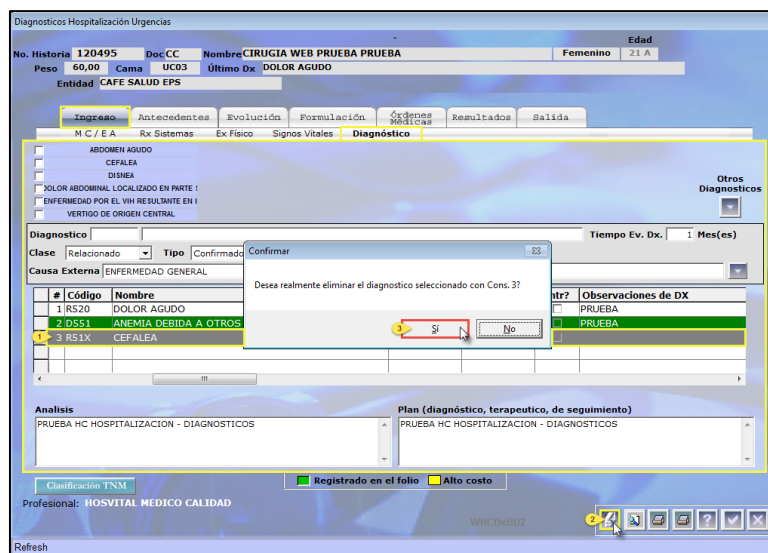 Diagnosticos Hospitalización Urgencias
-
Edad
No. Historia 120495 Doc CC Nombre CIRUGIA WEB PRUEBA PRUEBA Femenino 21 A
Peso 60,00 Cama UC03 Último Dx DOLOR AGUDO
Entidad CAFE SALUD EPS
Ingreso Antecedentes Evolución Formulación Órdenes Médicas Resultados Salida
M C / E A Rx Sistemas Ex Físico Signos Vitales Diagnóstico
ABDOMEN AGUDO
CEFALEA
DISNEA
DOLOR ABDOMINAL LOCALIZADO EN PARTE
ENFERMEDAD POR EL VIH RESULTANTE EN
VERTIGO DE ORIGEN CENTRAL
Otros Diagnosticos
Diagnostico Tiempo Ev. Dx. 1 Mes(es)
Clase Relacionado Tipo Confirmado
Causa Externa ENFERMEDAD GENERAL
Confirmar
Desea realmente eliminar el diagnostico seleccionado con Cons. 3?
3 Sí No
# Código Nombre ntr? Observaciones de DX
1 R520 DOLOR AGUDO PRUEBA
2 D551 ANEMIA DEBIDA A OTROS PRUEBA
1 3 R51X CEFALEA
Analisis
PRUEBA HC HOSPITALIZACION - DIAGNOSTICOS
Plan (diagnóstico, terapeutico, de seguimiento)
PRUEBA HC HOSPITALIZACION - DIAGNOSTICOS
Clasificación TNM
Registrado en el folio Alto costo
Profesional: HOSVITAL MEDICO CALIDAD
WHCDxHU2
2
Refresh